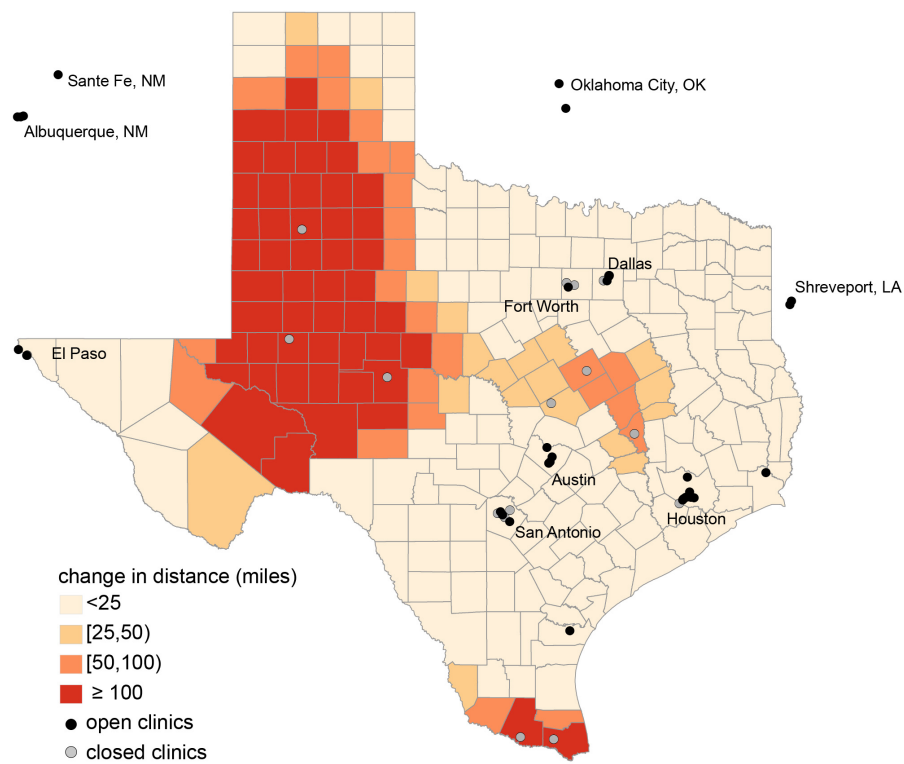 Sante Fe, NM
Oklahoma City, OK
Albuquerque, NM
Dallas
Shreveport, LA
Fort Worth
El Paso
Austin
Houston
San Antonio
change in distance (miles)
<25
[25,50)
[50,100)
≥ 100
open clinics
closed clinics